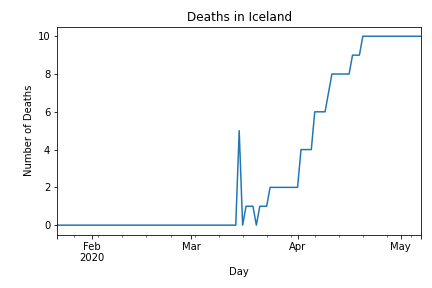 Deaths in Iceland
Number of Deaths
10
8
6
4
2
0
Feb
2020
Mar
Apr
May
Day